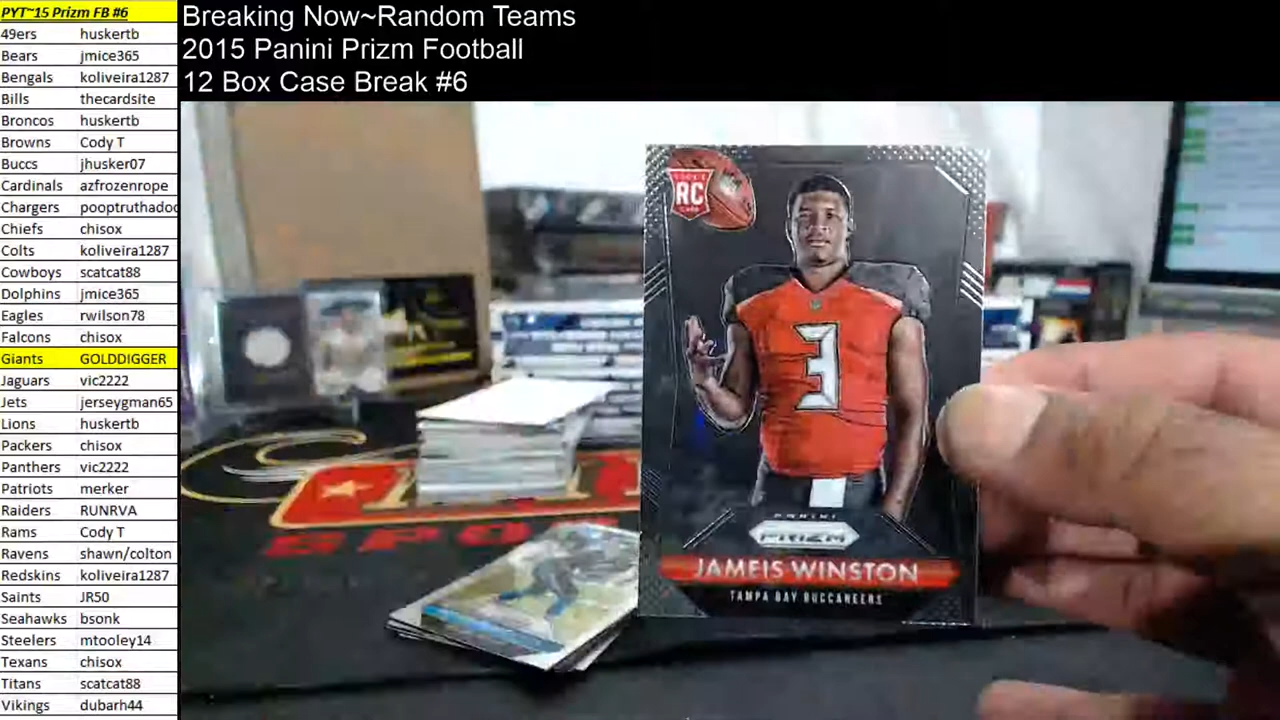 PYT~15 Prizm FB #6
49ers huskertb
Bears jmice365
Bengals koliveira1287
Bills thecardsite
Broncos huskertb
Browns Cody T
Buccs jhusker07
Cardinals azfrozenrope
Chargers pooptruthadoo
Chiefs chisox
Colts koliveira1287
Cowboys scatcat88
Dolphins jmice365
Eagles rwilson78
Falcons chisox
Giants GOLDDIGGER
Jaguars vic2222
Jets jerseygman65
Lions huskertb
Packers chisox
Panthers vic2222
Patriots merker
Raiders RUNRVA
Rams Cody T
Ravens shawn/colton
Redskins koliveira1287
Saints JR50
Seahawks bsonk
Steelers mtooley14
Texans chisox
Titans scatcat88
Vikings dubarh44
Breaking Now~Random Teams
2015 Panini Prizm Football
12 Box Case Break #6
RC
3
PANINI
PRIZM
JAMEIS WINSTON
TAMPA BAY BUCCANEERS